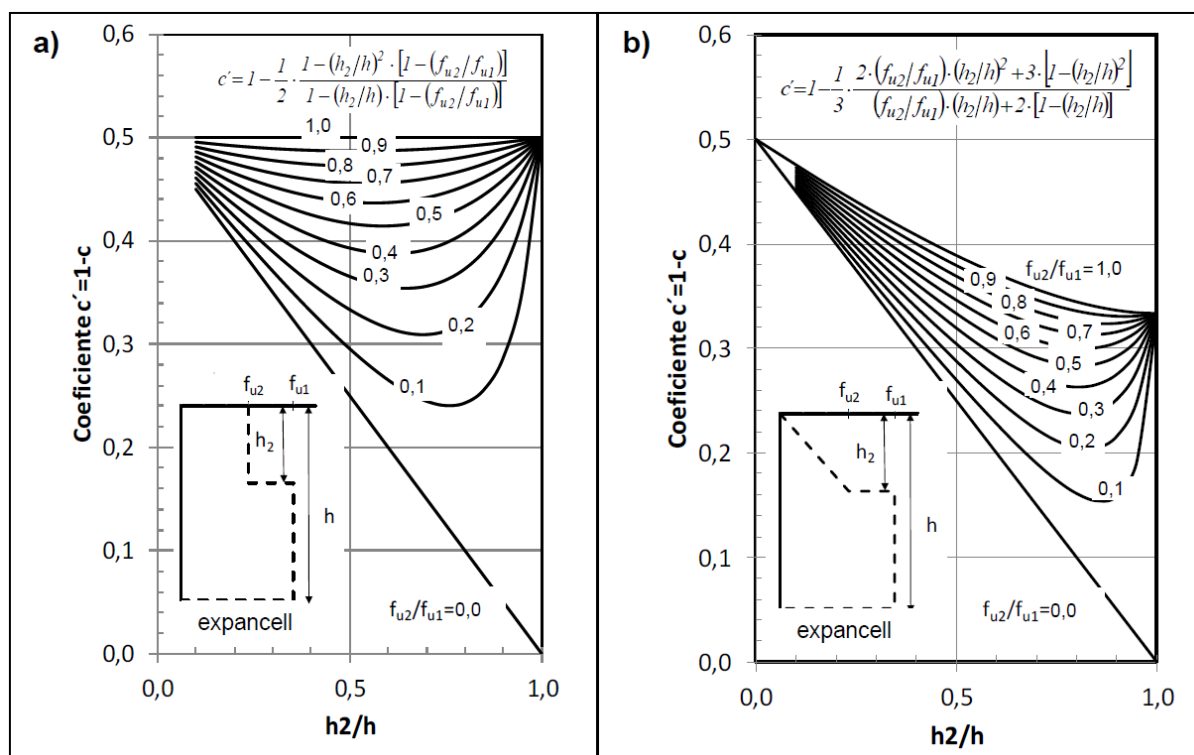 a)
0,6
c´=1−1/2·(1−(h2/h)²·[1−(fu2/fu1)])/(1−(h2/h)·[1−(fu2/fu1)])
1,0
0,5
0,9
0,8
0,7
0,6
0,5
0,4
0,4
0,3
0,3
0,2
0,1
Coeficiente c´=1-c
fu2 fu1
h2
0,2
h
0,1
fu2/fu1=0,0
expancell
0,0
0,0 0,5 1,0
h2/h
b)
0,6
c´=1−1/3·(2·(fu2/fu1)·(h2/h)²+3·[1−(h2/h)²])/((fu2/fu1)·(h2/h)+2·[1−(h2/h)])
0,5
0,4
fu2/fu1=1,0
0,9
0,8
0,7
0,6
0,3
0,5
0,4
0,3
0,2
0,1
Coeficiente c´=1-c
fu2 fu1
h2
0,2
h
0,1
fu2/fu1=0,0
expancell
0,0
0,0 0,5 1,0
h2/h